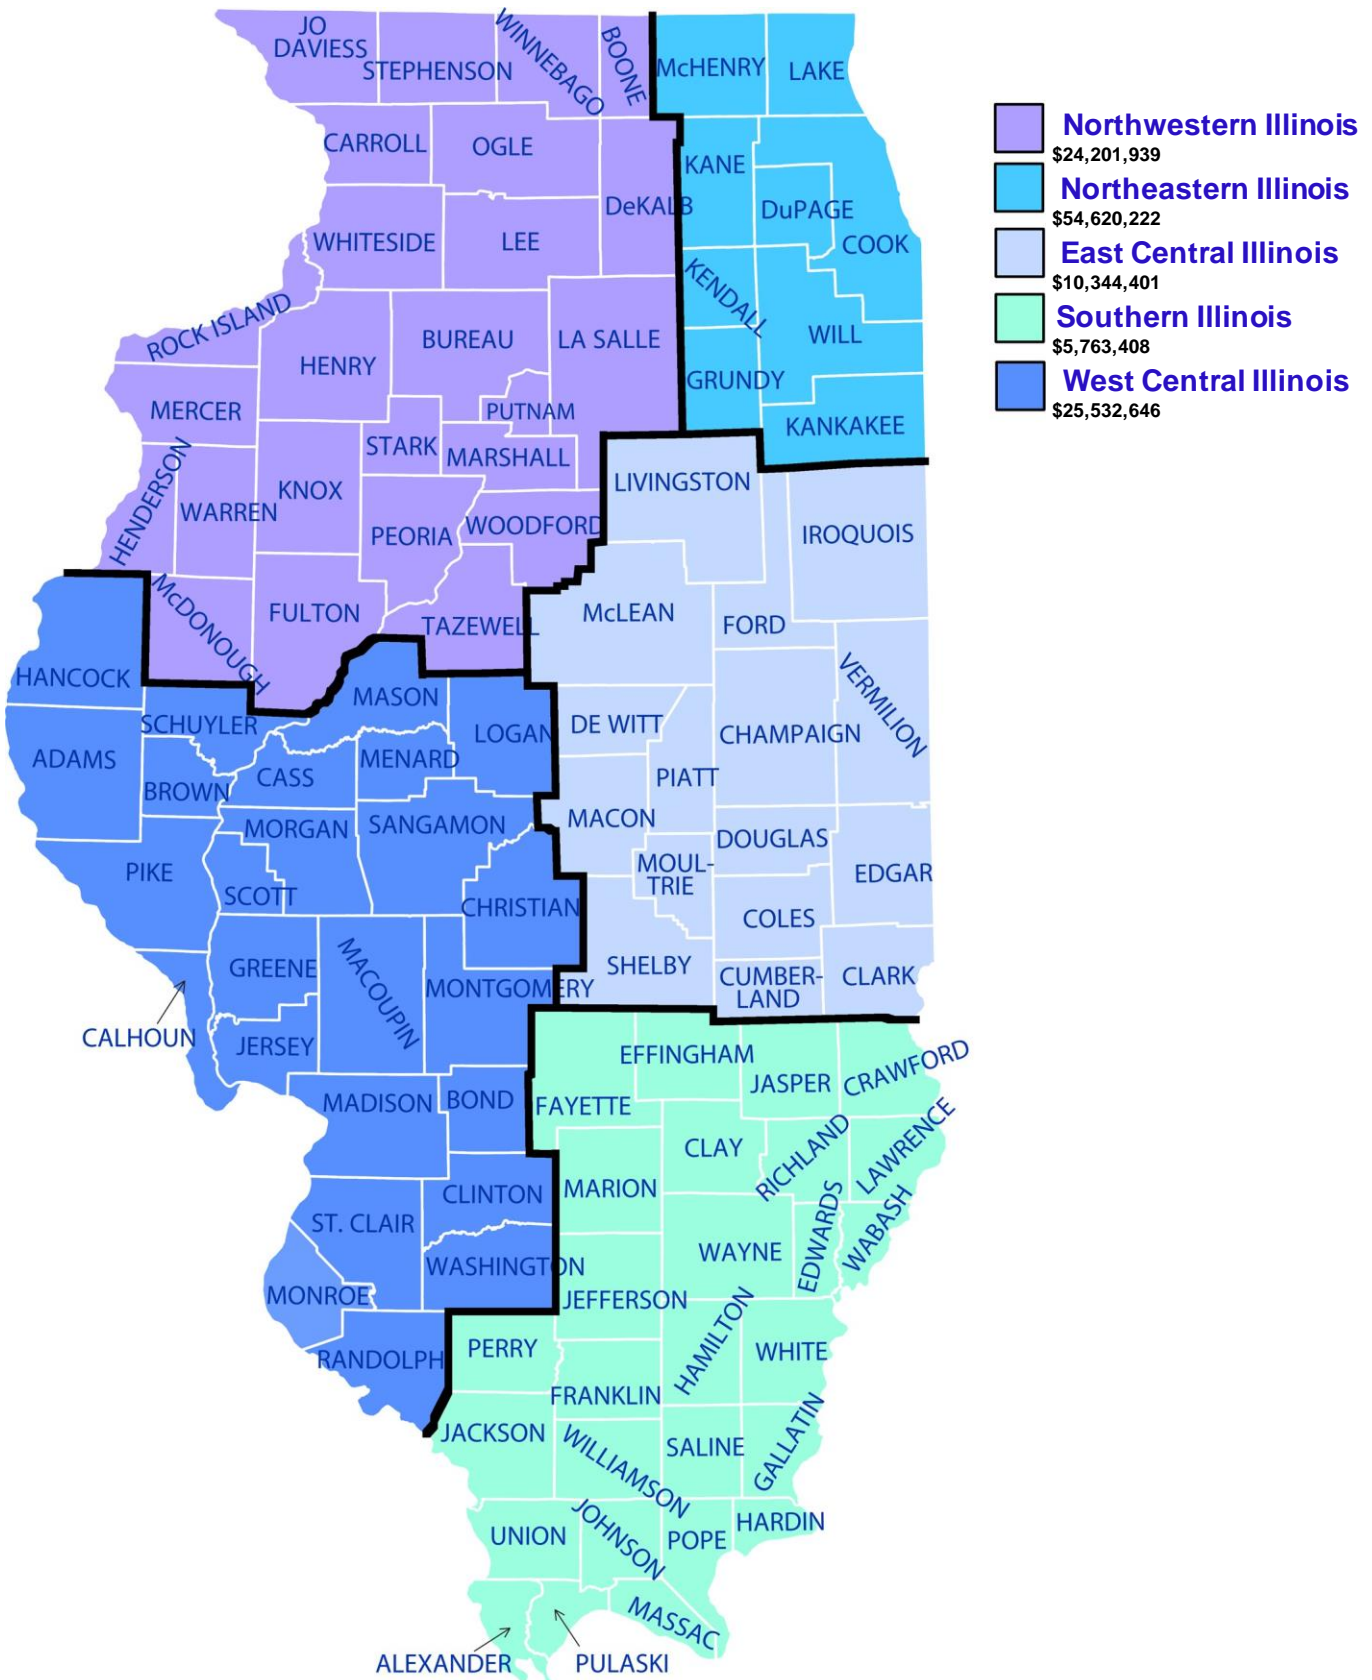 JO
DAVIESS
STEPHENSON
WINNEBAGO
BOONE
McHENRY
LAKE
CARROLL
OGLE
KANE
DeKALB
DuPAGE
COOK
WHITESIDE
LEE
KENDALL
ROCK ISLAND
HENRY
BUREAU
LA SALLE
WILL
GRUNDY
MERCER
PUTNAM
KANKAKEE
STARK
MARSHALL
HENDERSON
WARREN
KNOX
PEORIA
WOODFORD
LIVINGSTON
IROQUOIS
McDONOUGH
FULTON
TAZEWELL
McLEAN
FORD
VERMILION
HANCOCK
SCHUYLER
MASON
LOGAN
DE WITT
CHAMPAIGN
ADAMS
BROWN
CASS
MENARD
PIATT
MORGAN
SANGAMON
MACON
DOUGLAS
PIKE
SCOTT
CHRISTIAN
MOUL-
TRIE
EDGAR
COLES
GREENE
MACOUPIN
MONTGOMERY
SHELBY
CUMBER-
LAND
CLARK
CALHOUN
JERSEY
EFFINGHAM
JASPER
CRAWFORD
MADISON
BOND
FAYETTE
CLAY
RICHLAND
LAWRENCE
CLINTON
MARION
ST. CLAIR
WAYNE
EDWARDS
WABASH
WASHINGTON
MONROE
JEFFERSON
HAMILTON
WHITE
RANDOLPH
PERRY
FRANKLIN
JACKSON
WILLIAMSON
SALINE
GALLATIN
UNION
JOHNSON
POPE
HARDIN
MASSAC
ALEXANDER
PULASKI
Northwestern Illinois
$24,201,939
Northeastern Illinois
$54,620,222
East Central Illinois
$10,344,401
Southern Illinois
$5,763,408
West Central Illinois
$25,532,646